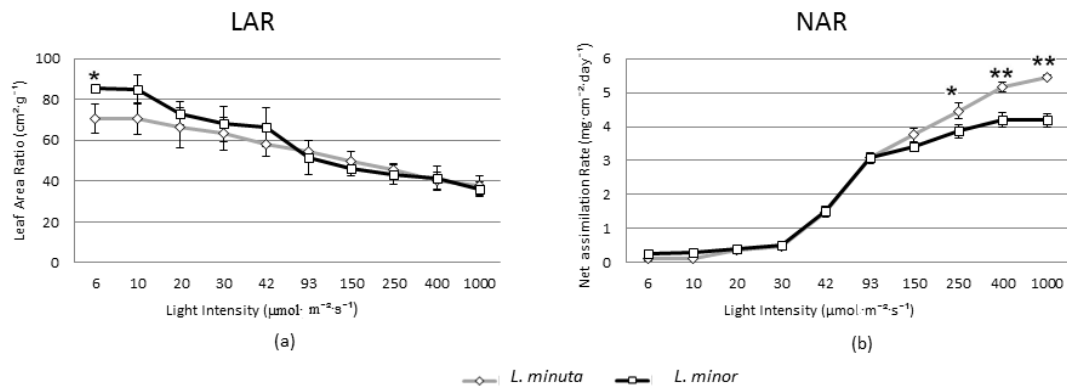 LAR
NAR
Leaf Area Ratio (cm²·g⁻¹)
100
80
60
40
20
0
*
6 10 20 30 42 93 150 250 400 1000
Light Intensity (μmol· m⁻²·s⁻¹)
(a)
Net assimilation Rate (mg·cm⁻²·day⁻¹)
6
5
4
3
2
1
0
* ** **
6 10 20 30 42 93 150 250 400 1000
Light Intensity (μmol·m⁻²·s⁻¹)
(b)
L. minuta L. minor